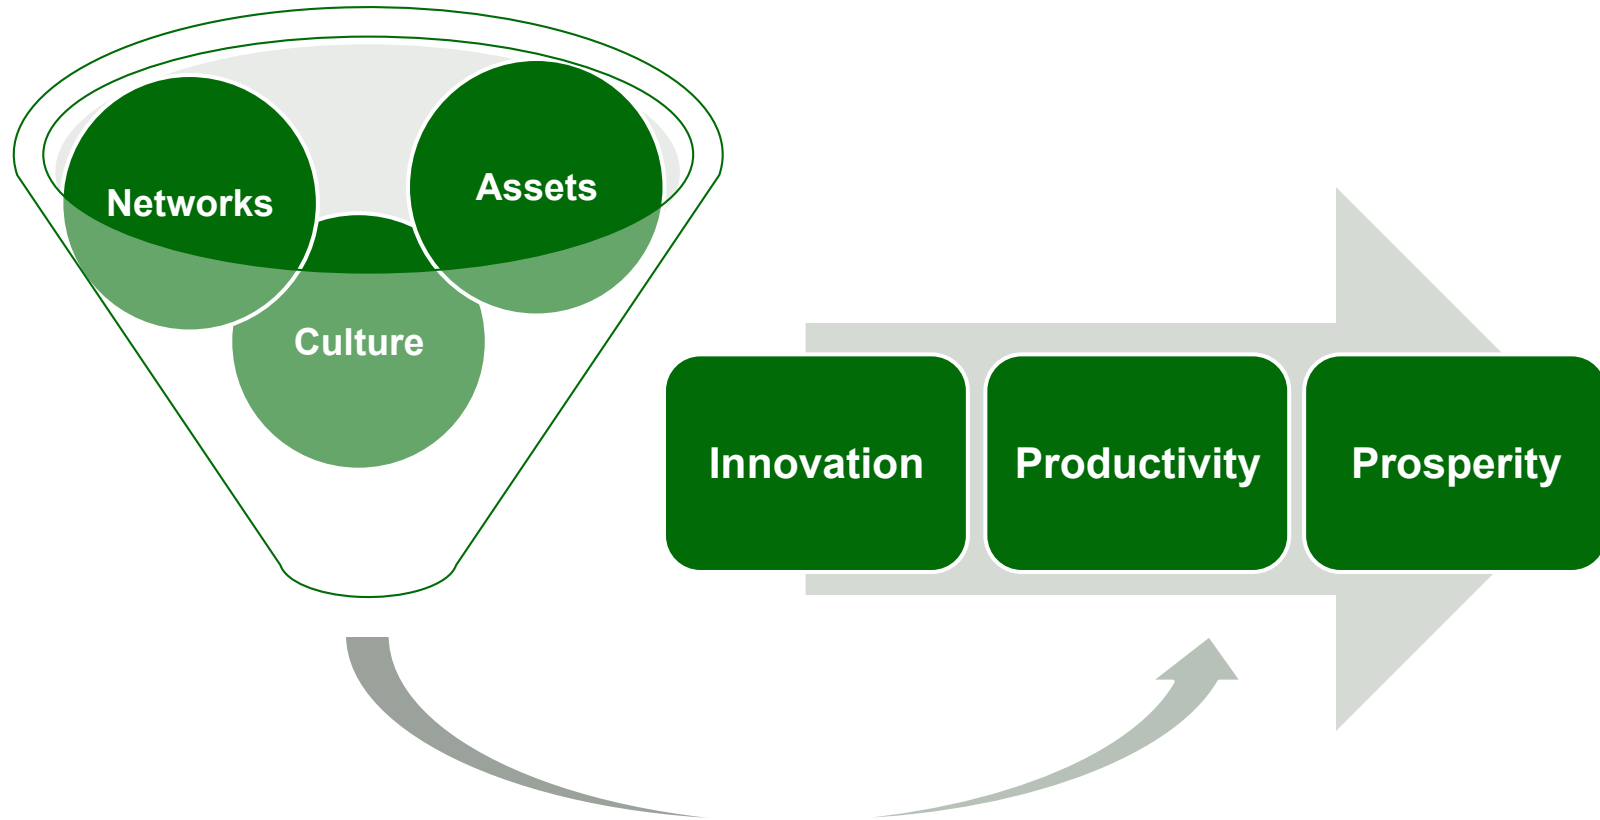 Networks
Assets
Culture
Innovation
Productivity
Prosperity